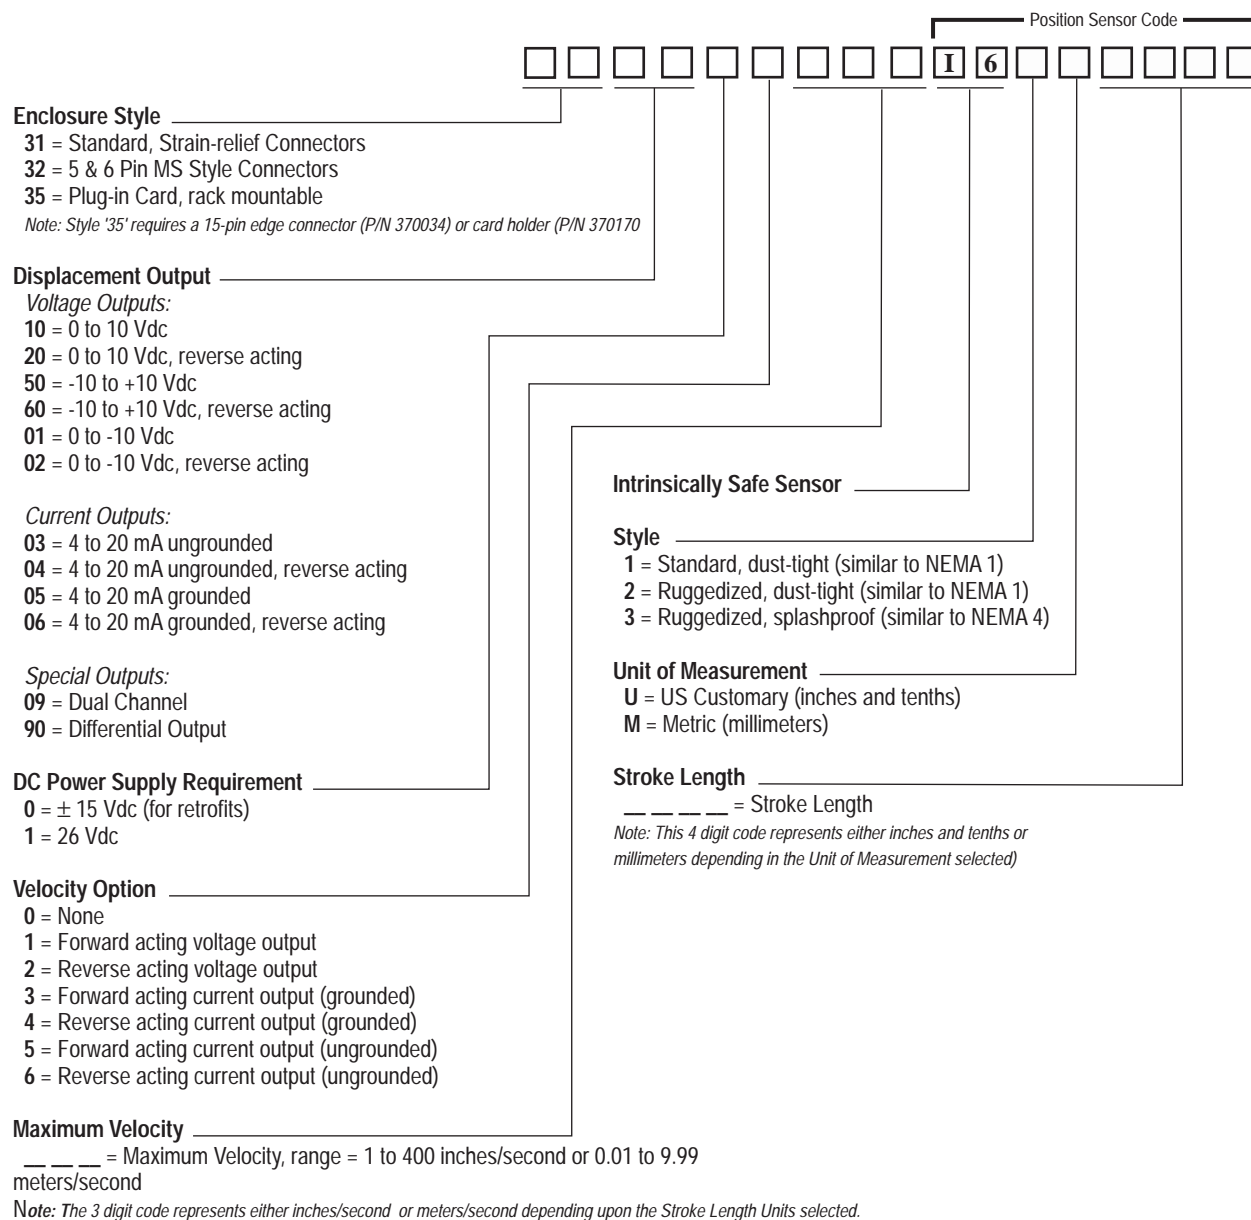 Position Sensor Code
I 6
Enclosure Style
31 = Standard, Strain-relief Connectors
32 = 5 & 6 Pin MS Style Connectors
35 = Plug-in Card, rack mountable
Note: Style '35' requires a 15-pin edge connector (P/N 370034) or card holder (P/N 370170
Displacement Output
Voltage Outputs:
10 = 0 to 10 Vdc
20 = 0 to 10 Vdc, reverse acting
50 = -10 to +10 Vdc
60 = -10 to +10 Vdc, reverse acting
01 = 0 to -10 Vdc
02 = 0 to -10 Vdc, reverse acting
Current Outputs:
03 = 4 to 20 mA ungrounded
04 = 4 to 20 mA ungrounded, reverse acting
05 = 4 to 20 mA grounded
06 = 4 to 20 mA grounded, reverse acting
Special Outputs:
09 = Dual Channel
90 = Differential Output
DC Power Supply Requirement
0 = ± 15 Vdc (for retrofits)
1 = 26 Vdc
Velocity Option
0 = None
1 = Forward acting voltage output
2 = Reverse acting voltage output
3 = Forward acting current output (grounded)
4 = Reverse acting current output (grounded)
5 = Forward acting current output (ungrounded)
6 = Reverse acting current output (ungrounded)
Maximum Velocity
__ __ __ = Maximum Velocity, range = 1 to 400 inches/second or 0.01 to 9.99
meters/second
Note: The 3 digit code represents either inches/second or meters/second depending upon the Stroke Length Units selected.
Intrinsically Safe Sensor
Style
1 = Standard, dust-tight (similar to NEMA 1)
2 = Ruggedized, dust-tight (similar to NEMA 1)
3 = Ruggedized, splashproof (similar to NEMA 4)
Unit of Measurement
U = US Customary (inches and tenths)
M = Metric (millimeters)
Stroke Length
__ __ __ __ = Stroke Length
Note: This 4 digit code represents either inches and tenths or
millimeters depending in the Unit of Measurement selected)